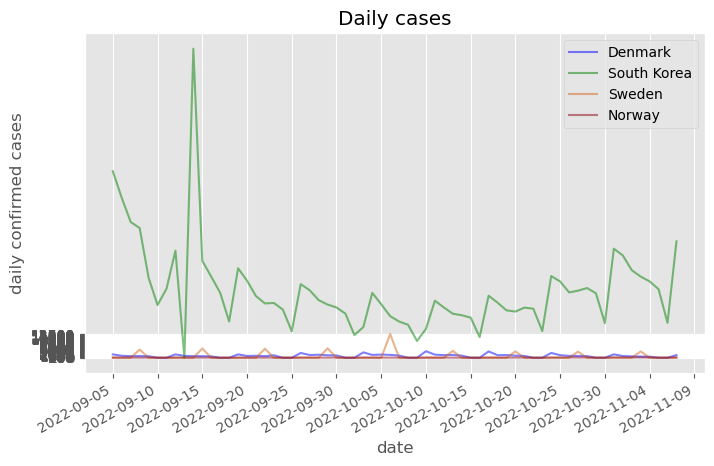 Daily cases
Denmark
South Korea
Sweden
Norway
daily confirmed cases
2022-09-05
2022-09-10
2022-09-15
2022-09-20
2022-09-25
2022-09-30
2022-10-05
2022-10-10
2022-10-15
2022-10-20
2022-10-25
2022-10-30
2022-11-04
2022-11-09
date